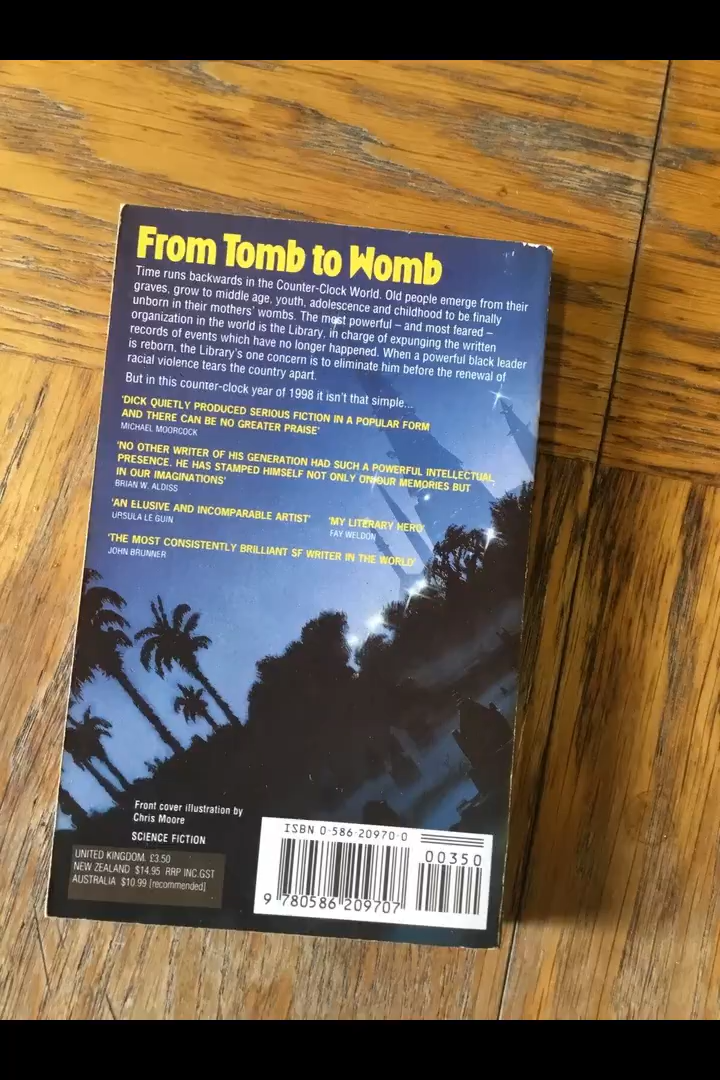 From Tomb to Womb
Time runs backwards in the Counter-Clock World. Old people emerge from their
graves, grow to middle age, youth, adolescence and childhood to be finally
unborn in their mothers' wombs. The most powerful – and most feared –
organization in the world is the Library, in charge of expunging the written
records of events which have no longer happened. When a powerful black leader
is reborn, the Library's one concern is to eliminate him before the renewal of
racial violence tears the country apart.
But in this counter-clock year of 1998 it isn't that simple...
'DICK QUIETLY PRODUCED SERIOUS FICTION IN A POPULAR FORM
AND THERE CAN BE NO GREATER PRAISE'
MICHAEL MOORCOCK
'NO OTHER WRITER OF HIS GENERATION HAD SUCH A POWERFUL INTELLECTUAL
PRESENCE. HE HAS STAMPED HIMSELF NOT ONLY ON OUR MEMORIES BUT
IN OUR IMAGINATIONS'
BRIAN W. ALDISS
'AN ELUSIVE AND INCOMPARABLE ARTIST'
URSULA LE GUIN
'MY LITERARY HERO'
FAY WELDON
'THE MOST CONSISTENTLY BRILLIANT SF WRITER IN THE WORLD'
JOHN BRUNNER
Front cover illustration by
Chris Moore
SCIENCE FICTION
UNITED KINGDOM £3.50
NEW ZEALAND $14.95 RRP INC.GST
AUSTRALIA $10.99 [recommended]
ISBN 0-586-20970-0
00350
9 780586 209707